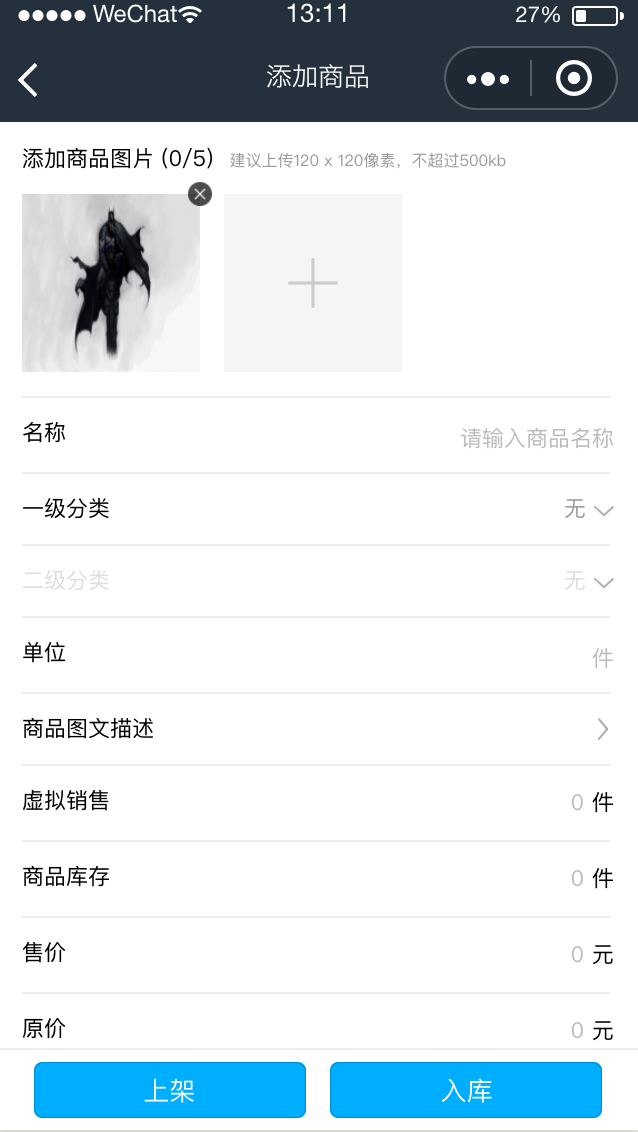 ●●●●● WeChat 13:11 27%
添加商品
添加商品图片 (0/5) 建议上传120 x 120像素，不超过500kb
名称 请输入商品名称
一级分类 无
二级分类 无
单位 件
商品图文描述
虚拟销售 0 件
商品库存 0 件
售价 0 元
原价 0 元
上架 入库